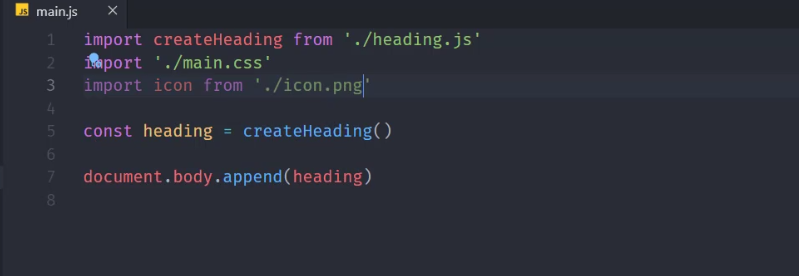 JS main.js ×
1 import createHeading from './heading.js'
2 import './main.css'
3 import icon from './icon.png'
4
5 const heading = createHeading()
6
7 document.body.append(heading)
8